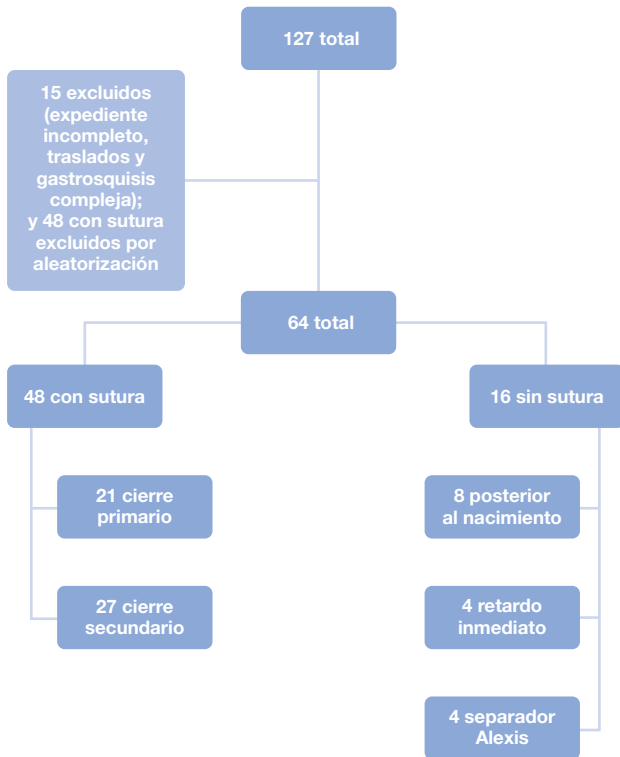 127 total
15 excluidos
(expediente
incompleto,
traslados y
gastrosquisis
compleja);
y 48 con sutura
excluidos por
aleatorización
64 total
48 con sutura
16 sin sutura
21 cierre
primario
27 cierre
secundario
8 posterior
al nacimiento
4 retardo
inmediato
4 separador
Alexis